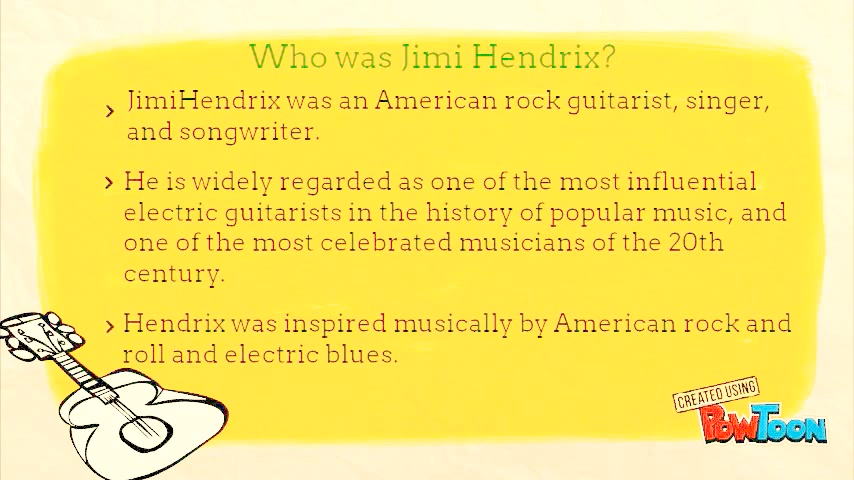 Who was Jimi Hendrix?
› JimiHendrix was an American rock guitarist, singer,
and songwriter.
› He is widely regarded as one of the most influential
electric guitarists in the history of popular music, and
one of the most celebrated musicians of the 20th
century.
› Hendrix was inspired musically by American rock and
roll and electric blues.
CREATED USING
POWTOON